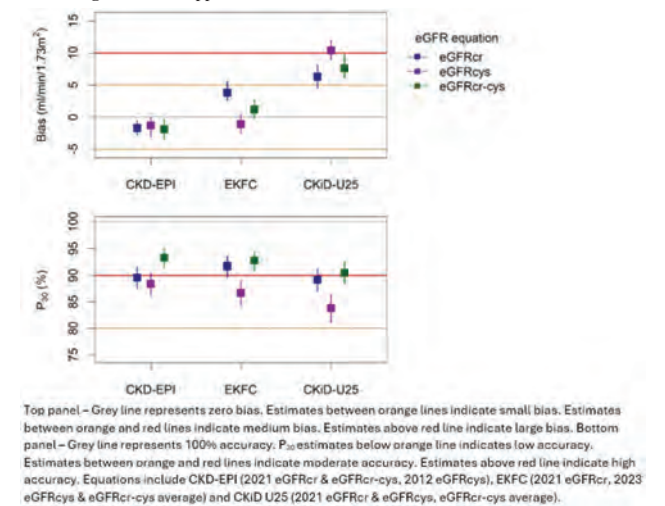 15
10
5
0
-5
Bias (ml/min/1.73m²)
eGFR equation
eGFRcr
eGFRcys
eGFRcr-cys
CKD-EPI EKFC CKiD-U25
100
95
90
85
80
75
P₃₀ (%)
CKD-EPI EKFC CKiD-U25
Top panel – Grey line represents zero bias. Estimates between orange lines indicate small bias. Estimates
between orange and red lines indicate medium bias. Estimates above red line indicate large bias. Bottom
panel – Grey line represents 100% accuracy. P₃₀ estimates below orange line indicates low accuracy.
Estimates between orange and red lines indicate moderate accuracy. Estimates above red line indicate high
accuracy. Equations include CKD-EPI (2021 eGFRcr & eGFRcr-cys, 2012 eGFRcys), EKFC (2021 eGFRcr, 2023
eGFRcys & eGFRcr-cys average) and CKiD U25 (2021 eGFRcr & eGFRcys, eGFRcr-cys average).